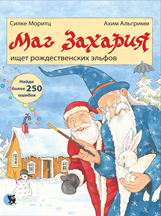 Силке Моритц
Ахим Альгримм
Маг Захария
ищет рождественских эльфов
Найди
более 250
ошибок